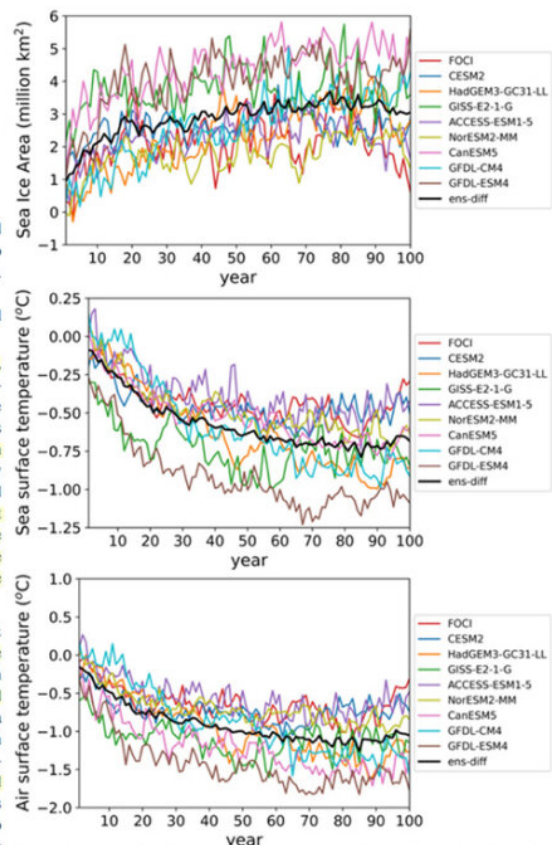 Sea Ice Area (million km²)
6
5
4
3
2
1
0
−1
10 20 30 40 50 60 70 80 90 100
year
FOCI
CESM2
HadGEM3-GC31-LL
GISS-E2-1-G
ACCESS-ESM1-5
NorESM2-MM
CanESM5
GFDL-CM4
GFDL-ESM4
ens-diff
Sea surface temperature (°C)
0.25
0.00
−0.25
−0.50
−0.75
−1.00
−1.25
10 20 30 40 50 60 70 80 90 100
year
FOCI
CESM2
HadGEM3-GC31-LL
GISS-E2-1-G
ACCESS-ESM1-5
NorESM2-MM
CanESM5
GFDL-CM4
GFDL-ESM4
ens-diff
Air surface temperature (°C)
1.0
0.5
0.0
−0.5
−1.0
−1.5
−2.0
10 20 30 40 50 60 70 80 90 100
year
FOCI
CESM2
HadGEM3-GC31-LL
GISS-E2-1-G
ACCESS-ESM1-5
NorESM2-MM
CanESM5
GFDL-CM4
GFDL-ESM4
ens-diff